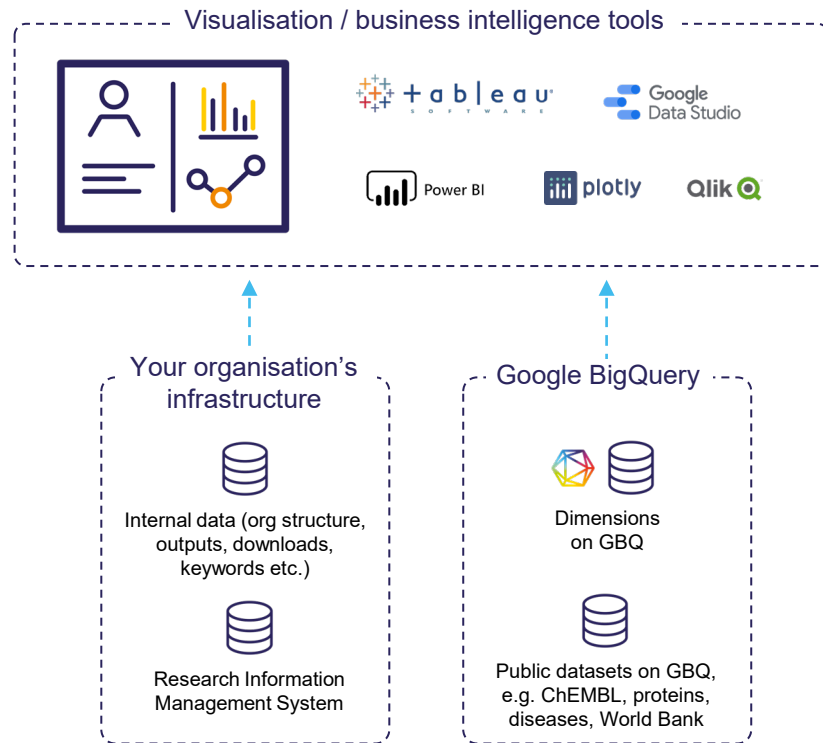 Visualisation / business intelligence tools
+ableau
SOFTWARE
Google
Data Studio
Power BI
plotly
Qlik
Your organisation's
infrastructure
Internal data (org structure,
outputs, downloads,
keywords etc.)
Research Information
Management System
Google BigQuery
Dimensions
on GBQ
Public datasets on GBQ,
e.g. ChEMBL, proteins,
diseases, World Bank